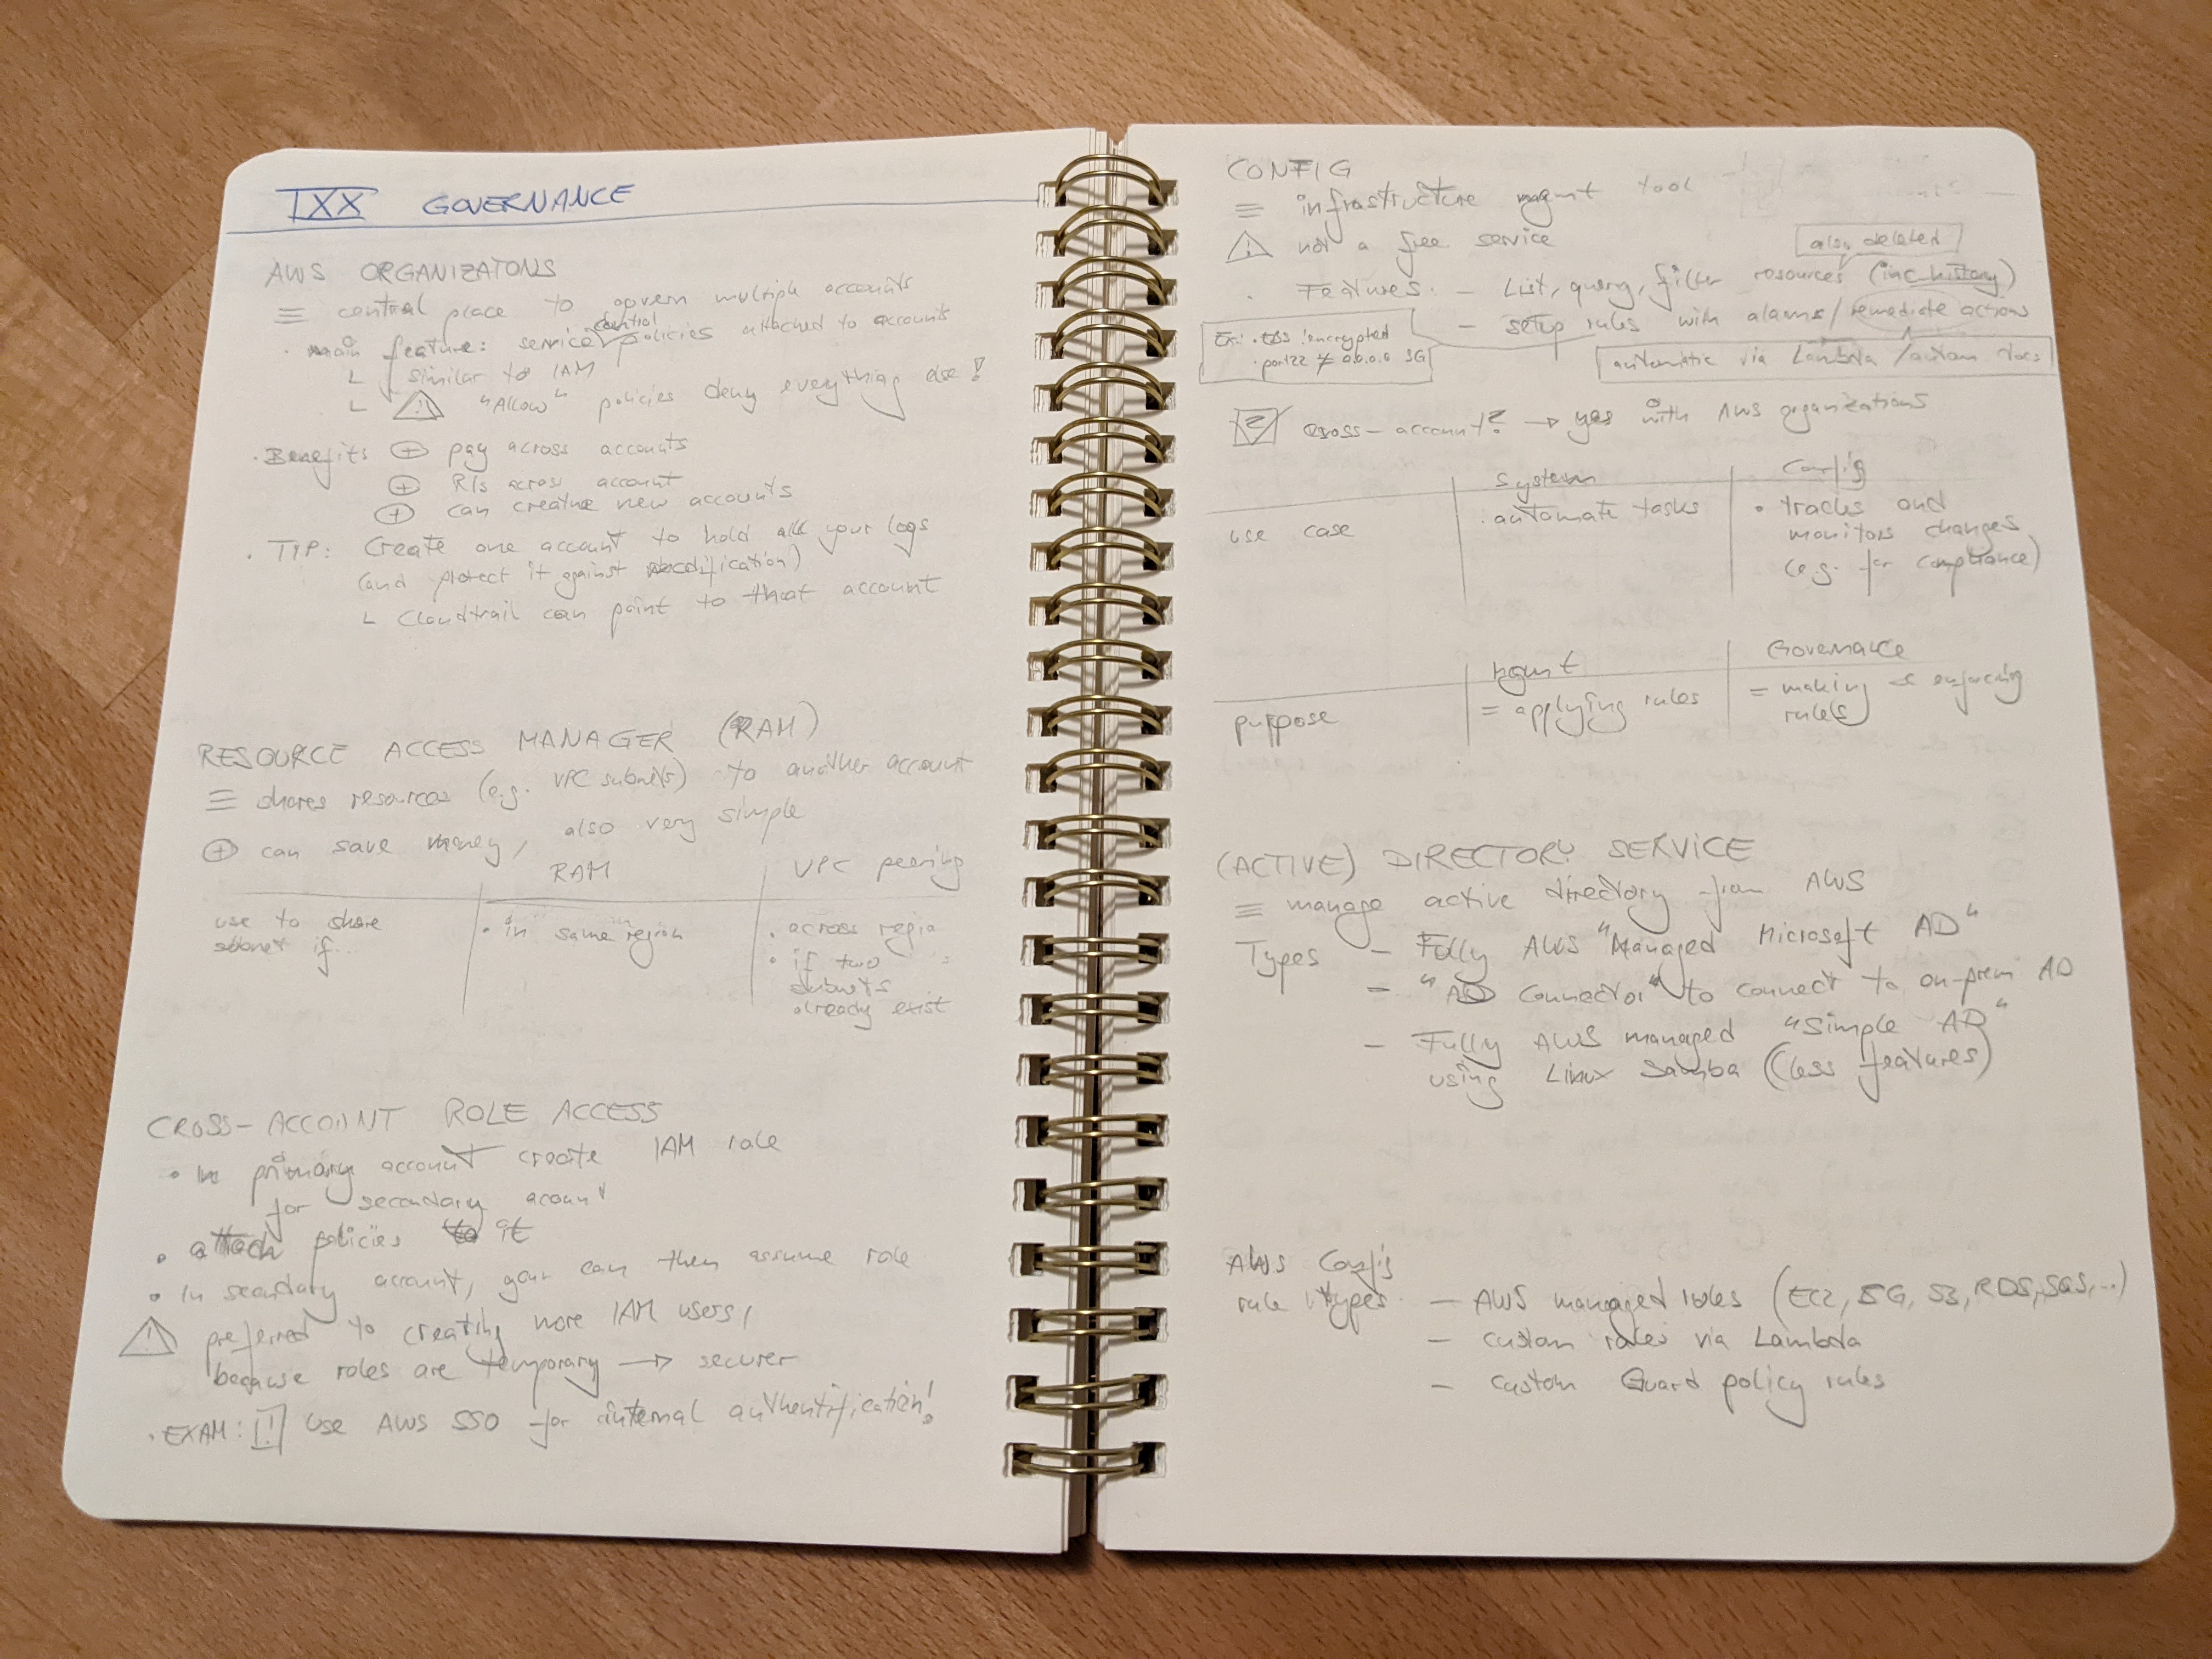 IXX GOVERNANCE
AWS ORGANIZATONS
≡ central place to govern multiple accounts
· main feature: service control policies attached to accounts
L similar to IAM
L ⚠ "Allow" policies deny everything else!
· Benefits ⊕ pay across accounts
⊕ RIs across account
⊕ can creative new accounts
· TIP: Create one account to hold all your logs
(and protect it against modification)
L Cloudtrail can point to that account
RESOURCE ACCESS MANAGER (RAM)
≡ shares resources (e.g. VPC subnets) to another account
⊕ can save money, also very simple
RAM VPC peering
use to share subnet if...
· in same region
· across regio
· if two subnets already exist
CROSS-ACCOUNT ROLE ACCESS
· In primary account create IAM role
for secondary acount
· attach policies to it
· In secondary account, you can then assume role
⚠ preferred to creating more IAM users,
because roles are temporary → securer
· EXAM: ! use AWS SSO for internal authentification!
CONFIG
≡ infrastructure mgmt tool
⚠ not a free service
also deleted
· Features: - List, query, filter resources (inc. history)
- setup rules with alarms/remediate actions
Ex: · EBS encrypted
· port22 ≠ 0.0.0.0 SG
automatic via Lambda / autom docs
? cross-account? → yes with AWS organizations
System Config
use case
· automate tasks
· tracks and
monitors changes
(e.g. for compliance)
Mgmt Governance
purpose
= applying rules
= making & enforcing
rules
(ACTIVE) DIRECTORY SERVICE
≡ manage active directory from AWS
Types - Fully AWS "Managed Microsoft AD"
- "AD Connector" to connect to on-prem AD
- Fully AWS managed "Simple AD"
using Linux Samba (less features)
AWS Config
rule types - AWS managed rules (EC2, SG, S3, RDS, SQS, ...)
- custom rules via Lambda
- custom Guard policy rules